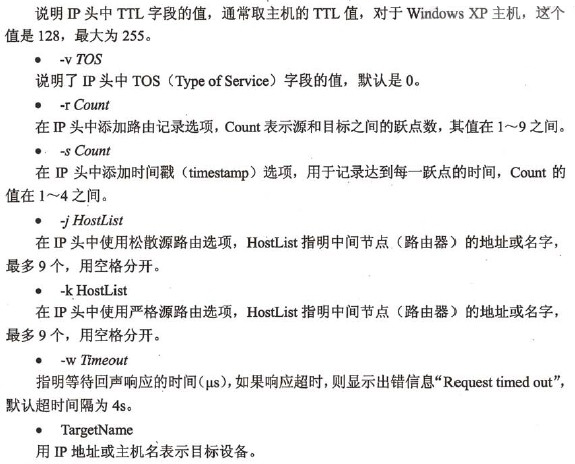 说明 IP 头中 TTL 字段的值，通常取主机的 TTL 值，对于 Windows XP 主机，这个
值是 128，最大为 255。
• -v TOS
说明了 IP 头中 TOS（Type of Service）字段的值，默认是 0。
• -r Count
在 IP 头中添加路由记录选项，Count 表示源和目标之间的跃点数，其值在 1～9 之间。
• -s Count
在 IP 头中添加时间戳（timestamp）选项，用于记录达到每一跃点的时间，Count 的
值在 1～4 之间。
• -j HostList
在 IP 头中使用松散源路由选项，HostList 指明中间节点（路由器）的地址或名字，
最多 9 个，用空格分开。
• -k HostList
在 IP 头中使用严格源路由选项，HostList 指明中间节点（路由器）的地址或名字，
最多 9 个，用空格分开。
• -w Timeout
指明等待回声响应的时间（μs），如果响应超时，则显示出错信息“Request timed out”，
默认超时间隔为 4s。
• TargetName
用 IP 地址或主机名表示目标设备。